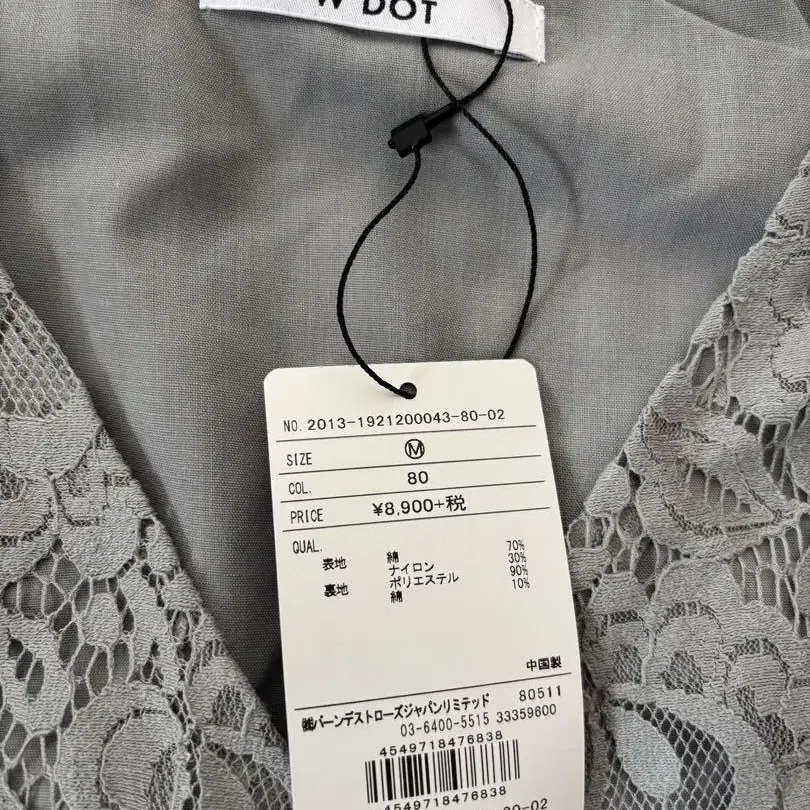 W DOT
NO. 2013-1921200043-80-02
SIZE Ⓜ
COL. 80
PRICE ¥8,900+税
QUAL.
表地 綿 70%
ナイロン 30%
裏地 ポリエステル 90%
綿 10%
中国製
㈱バーンデストローズジャパンリミテッド 80511
03-6400-5515 33359600
4549718476838
4549718476838
80-02